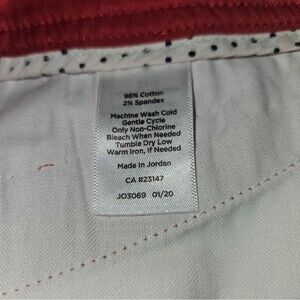 98% Cotton
2% Spandex
Machine Wash Cold
Gentle Cycle
Only Non-Chlorine
Bleach When Needed
Tumble Dry Low
Warm Iron, If Needed
Made in Jordan
CA #23147
JO3069 01/20